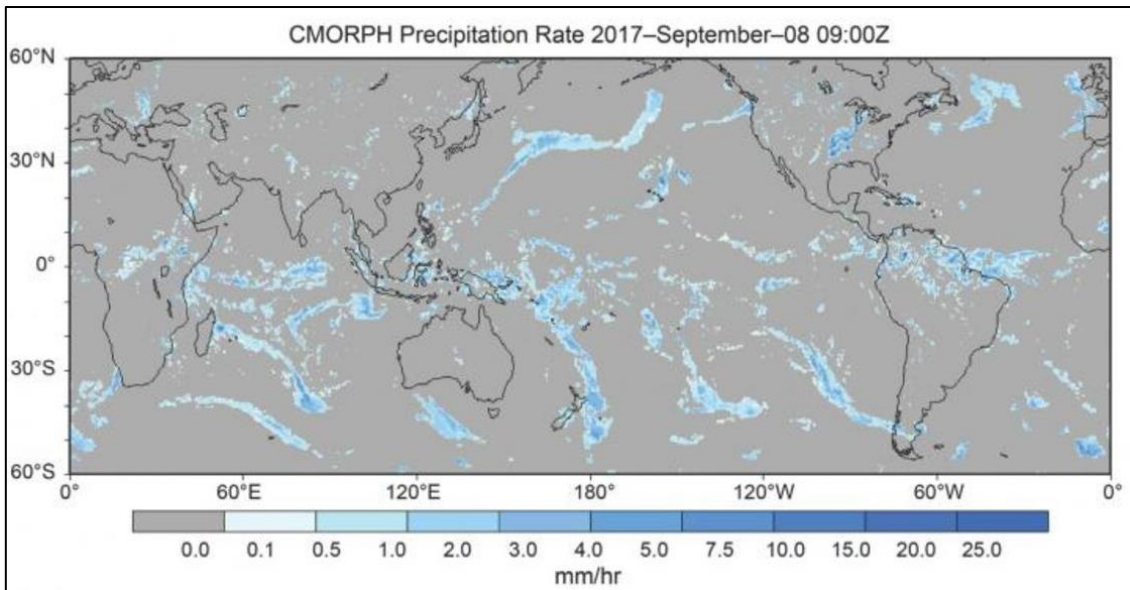 CMORPH Precipitation Rate 2017–September–08 09:00Z
60°N
30°N
0°
30°S
60°S
0° 60°E 120°E 180° 120°W 60°W 0°
0.0 0.1 0.5 1.0 2.0 3.0 4.0 5.0 7.5 10.0 15.0 20.0 25.0
mm/hr